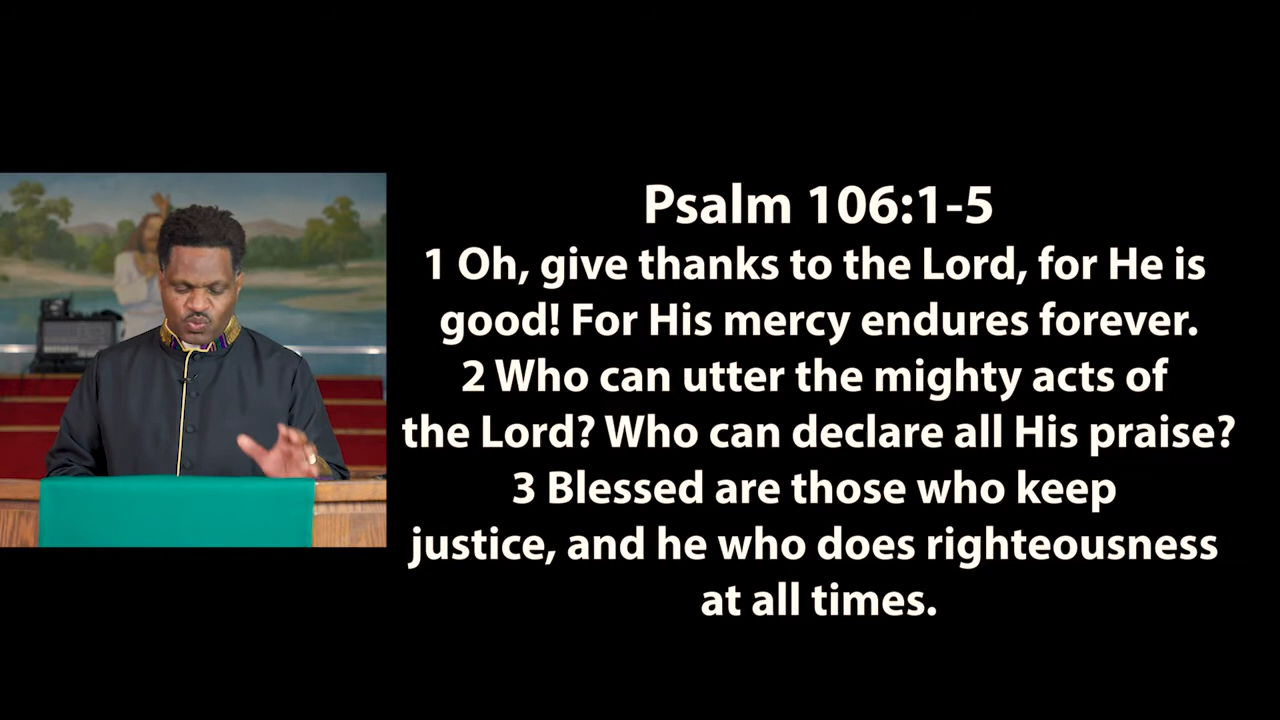 Psalm 106:1-5
1 Oh, give thanks to the Lord, for He is
good! For His mercy endures forever.
2 Who can utter the mighty acts of
the Lord? Who can declare all His praise?
3 Blessed are those who keep
justice, and he who does righteousness
at all times.